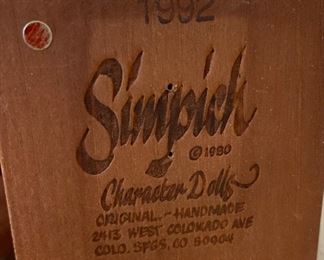 1992
Simpich
© 1980
Character Dolls
ORIGINAL - HANDMADE
2413 WEST COLORADO AVE
COLO. SPGS, CO 80904